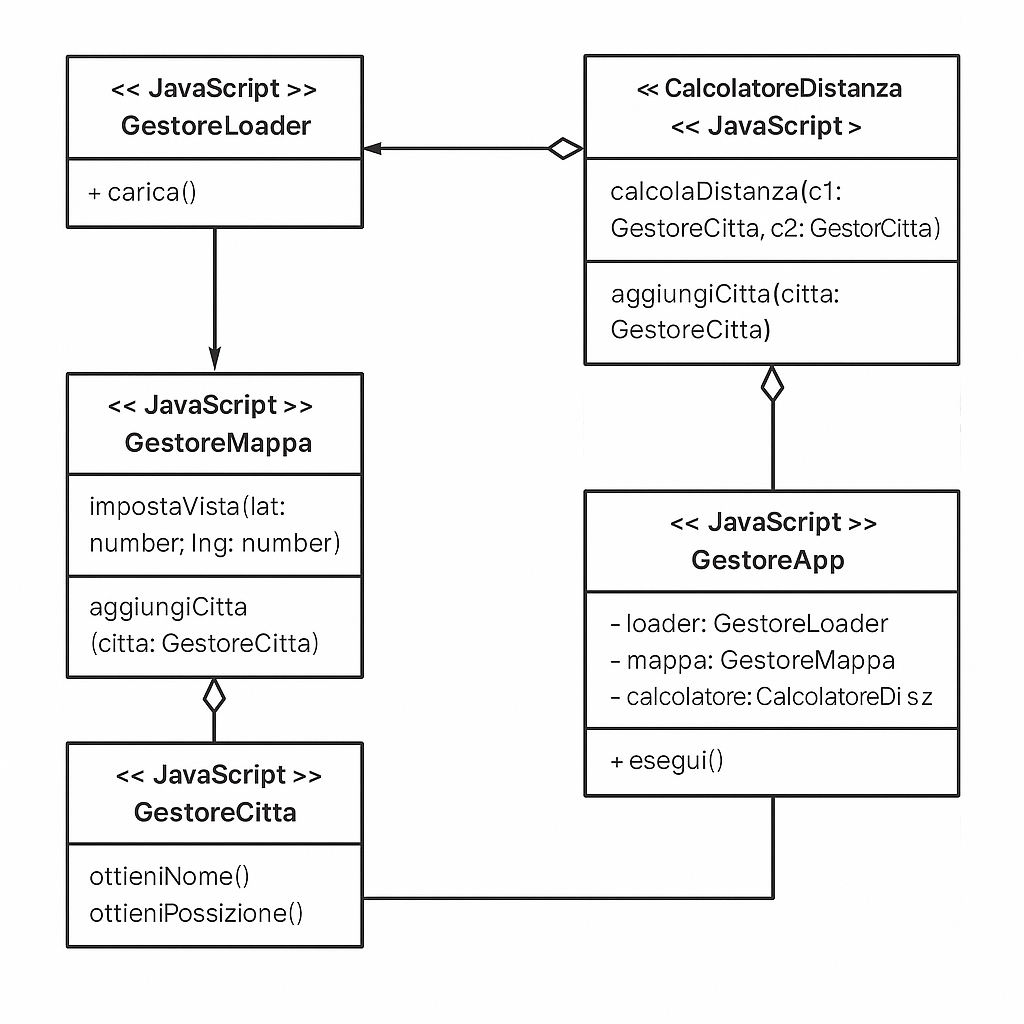 << JavaScript >>
GestoreLoader
+ carica()
<< CalcolatoreDistanza
<< JavaScript >
calcolaDistanza(c1:
GestoreCitta, c2: GestorCitta)
aggiungiCitta(citta:
GestoreCitta)
<< JavaScript >>
GestoreMappa
impostaVista(lat:
number; lng: number)
aggiungiCitta
(citta: GestoreCitta)
<< JavaScript >>
GestoreApp
- loader: GestoreLoader
- mappa: GestoreMappa
- calcolatore: CalcolatoreDi s z
+ esegui()
<< JavaScript >>
GestoreCitta
ottieniNome()
ottieniPossizione()